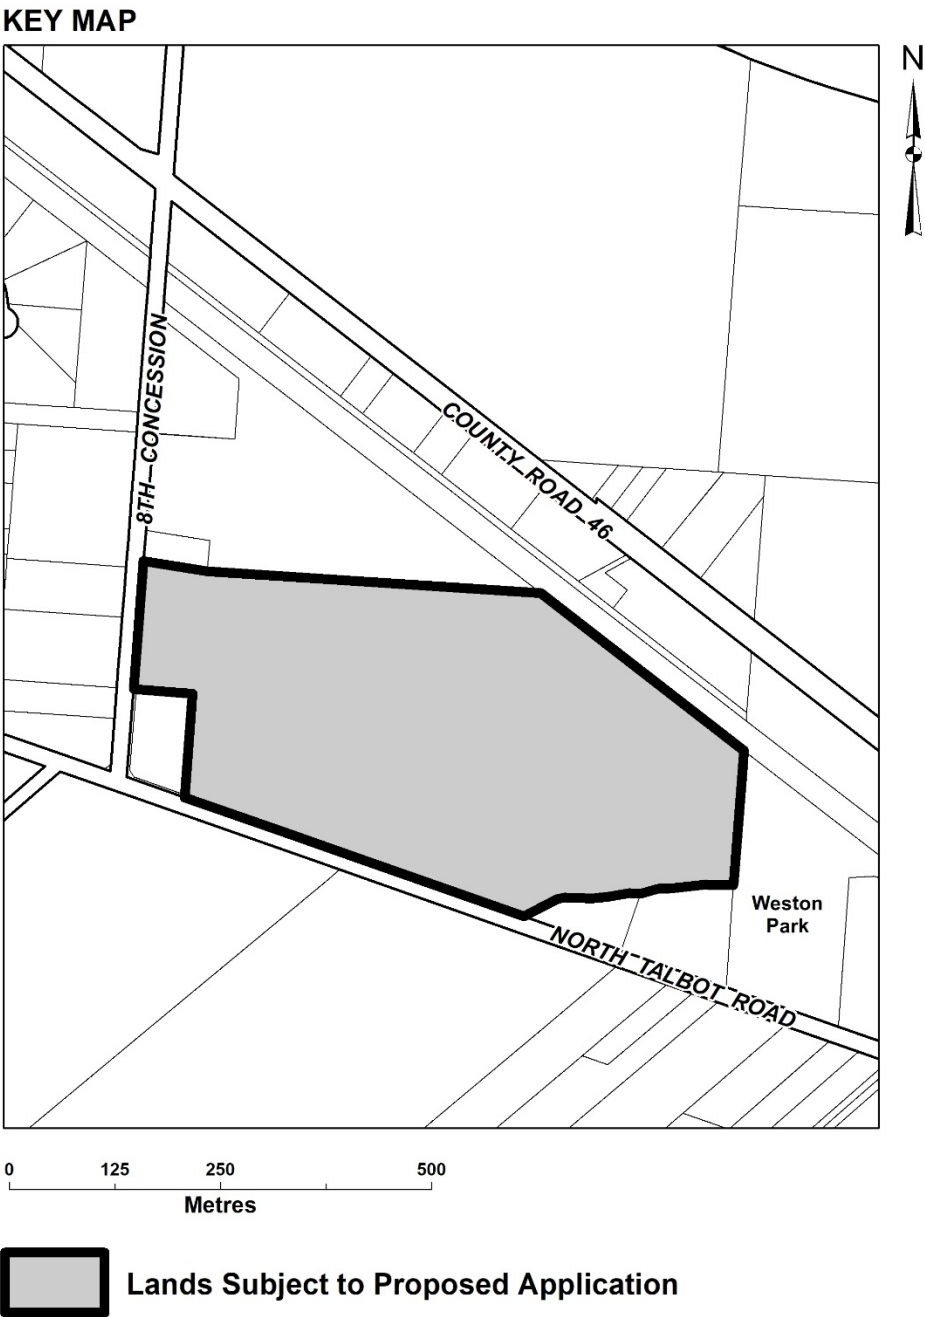 KEY MAP
N
8TH CONCESSION
COUNTY ROAD 46
Weston
Park
NORTH TALBOT ROAD
0 125 250 500
Metres
Lands Subject to Proposed Application